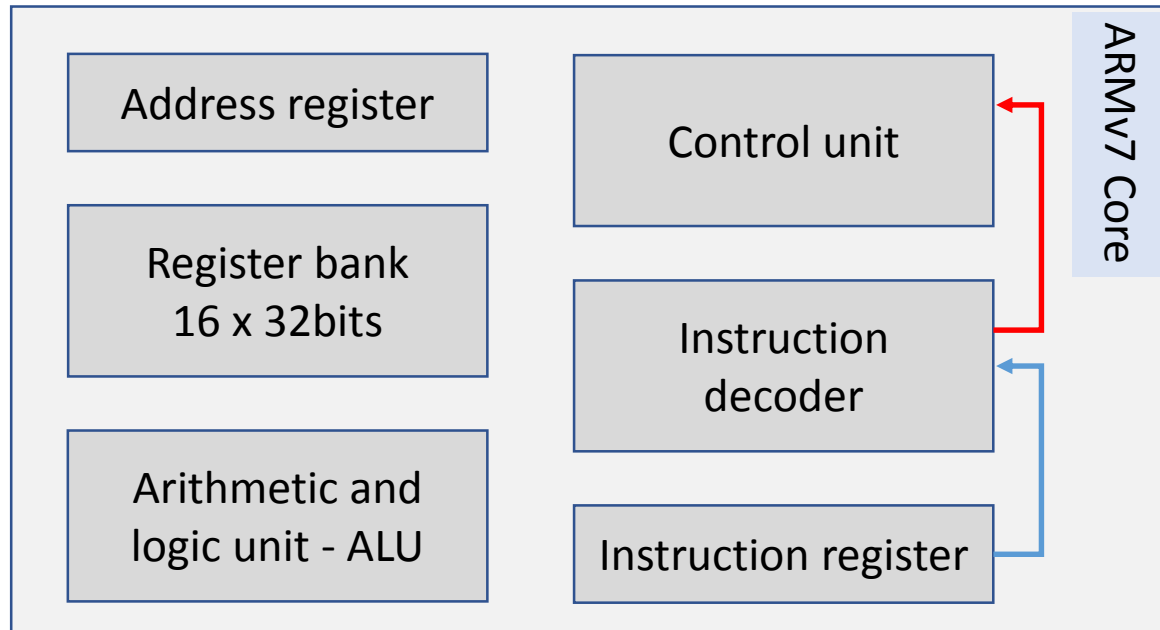 Address register
Register bank
16 x 32bits
Arithmetic and
logic unit - ALU
Control unit
Instruction
decoder
Instruction register
ARMv7 Core